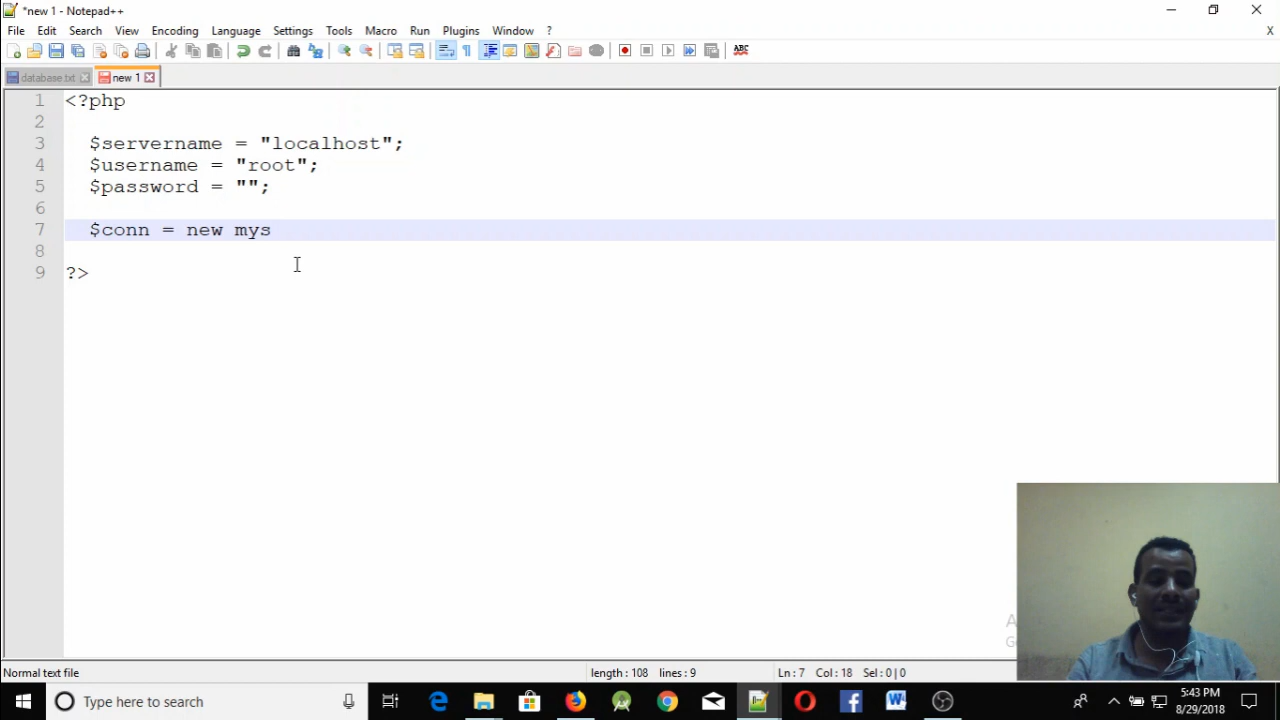 *new 1 - Notepad++
File Edit Search View Encoding Language Settings Tools Macro Run Plugins Window ? X
ABC
database.txt new 1
1 <?php
2
3 $servername = "localhost";
4 $username = "root";
5 $password = "";
6
7 $conn = new mys
8
9 ?>
Normal text file length : 108 lines : 9 Ln : 7 Col : 18 Sel : 0 | 0
Type here to search
5:43 PM
8/29/2018